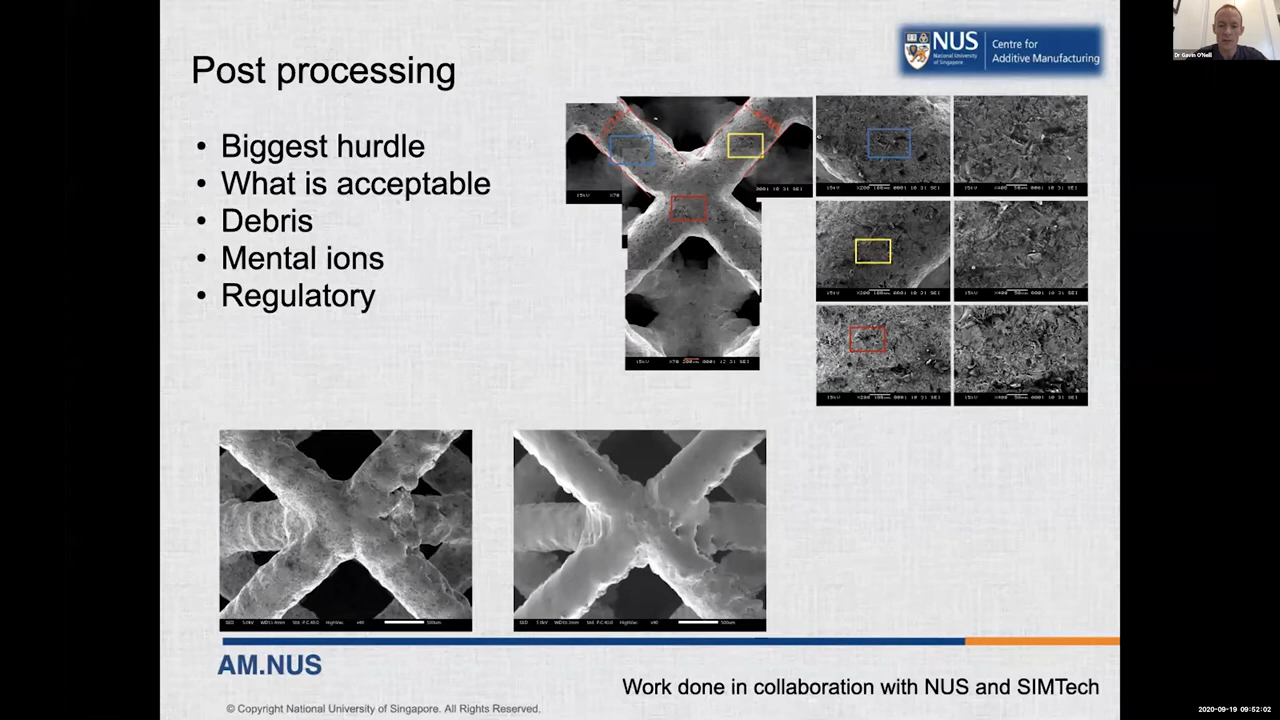 Post processing
NUS
National University
of Singapore
Centre for
Additive Manufacturing
Dr Gavin O'Neil
• Biggest hurdle
• What is acceptable
• Debris
• Mental ions
• Regulatory
AM.NUS
Work done in collaboration with NUS and SIMTech
© Copyright National University of Singapore. All Rights Reserved.
2020-09-19 09:52:02